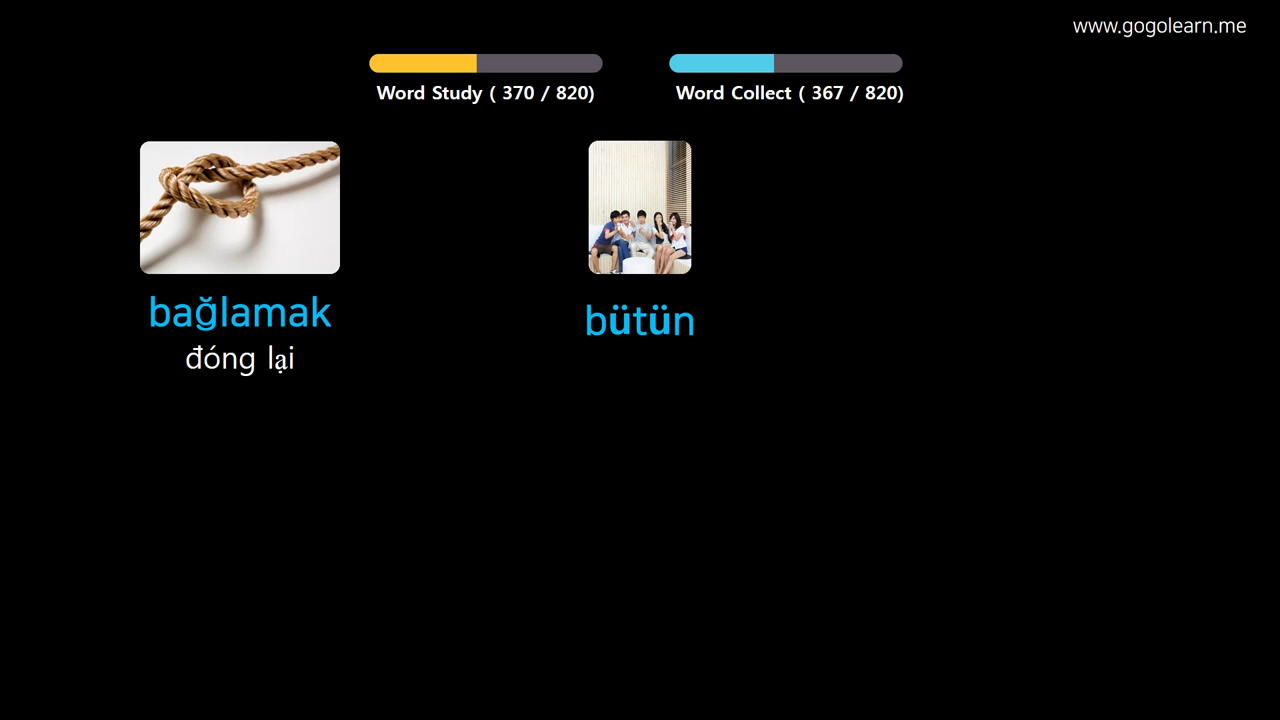 www.gogolearn.me
Word Study ( 370 / 820)
Word Collect ( 367 / 820)
bağlamak
đóng lại
bütün